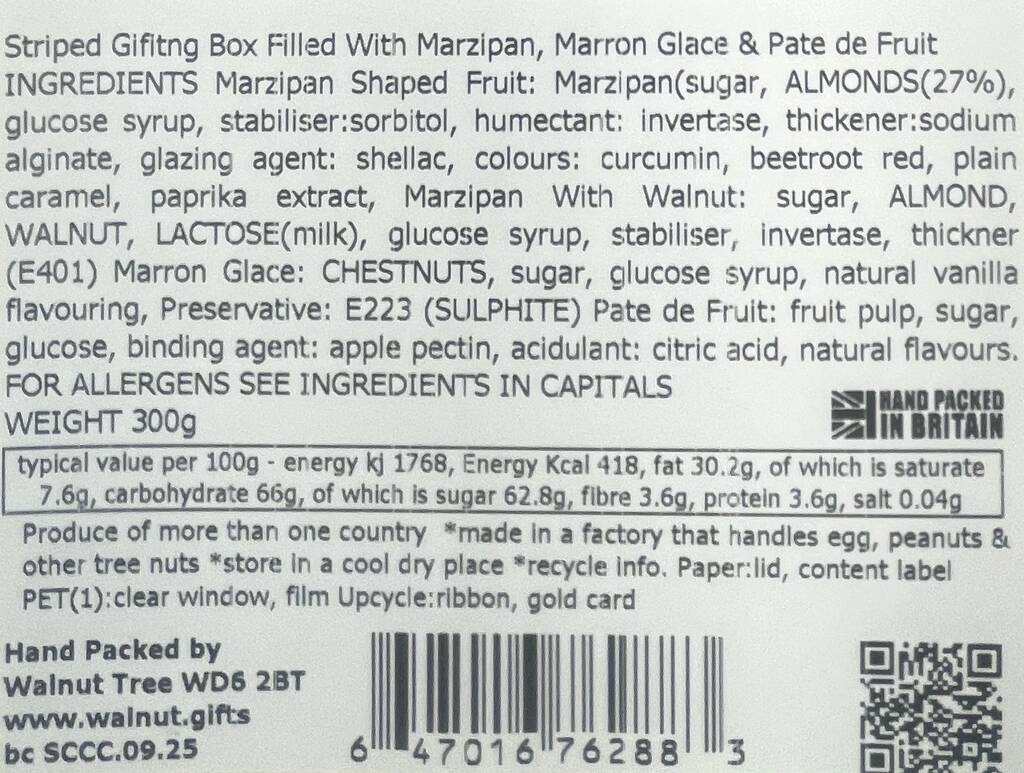 Striped Gifitng Box Filled With Marzipan, Marron Glace & Pate de Fruit
INGREDIENTS Marzipan Shaped Fruit: Marzipan(sugar, ALMONDS(27%),
glucose syrup, stabiliser:sorbitol, humectant: invertase, thickener:sodium
alginate, glazing agent: shellac, colours: curcumin, beetroot red, plain
caramel, paprika extract, Marzipan With Walnut: sugar, ALMOND,
WALNUT, LACTOSE(milk), glucose syrup, stabiliser, invertase, thickner
(E401) Marron Glace: CHESTNUTS, sugar, glucose syrup, natural vanilla
flavouring, Preservative: E223 (SULPHITE) Pate de Fruit: fruit pulp, sugar,
glucose, binding agent: apple pectin, acidulant: citric acid, natural flavours.
FOR ALLERGENS SEE INGREDIENTS IN CAPITALS
WEIGHT 300g
HAND PACKED
IN BRITAIN
typical value per 100g - energy kj 1768, Energy Kcal 418, fat 30.2g, of which is saturate
7.6g, carbohydrate 66g, of which is sugar 62.8g, fibre 3.6g, protein 3.6g, salt 0.04g
Produce of more than one country *made in a factory that handles egg, peanuts &
other tree nuts *store in a cool dry place *recycle info. Paper:lid, content label
PET(1):clear window, film Upcycle:ribbon, gold card
Hand Packed by
Walnut Tree WD6 2BT
www.walnut.gifts
bc SCCC.09.25
6 47016 76288 3